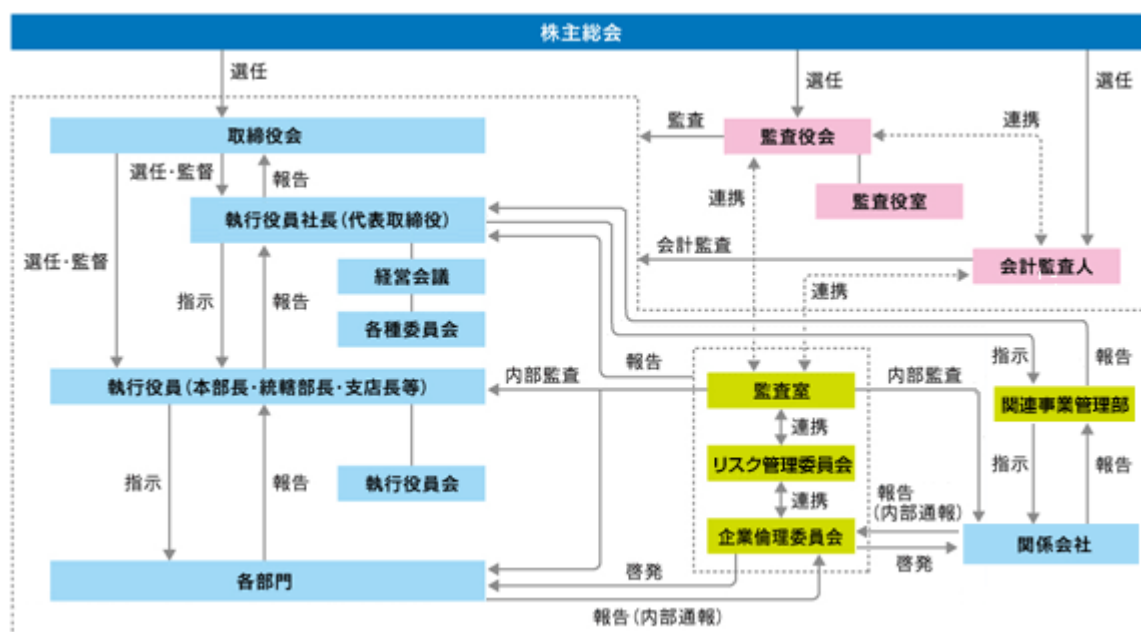 株主総会
選任
選任
選任
取締役会
監査
監査役会
連携
選任・監督
報告
連携
監査役室
執行役員社長（代表取締役）
選任・監督
会計監査
会計監査人
経営会議
連携
指示
報告
各種委員会
報告
指示
報告
執行役員（本部長・統轄部長・支店長等）
内部監査
監査室
内部監査
関連事業管理部
連携
リスク管理委員会
指示
報告
執行役員会
指示
報告
連携
報告
（内部通報）
企業倫理委員会
関係会社
啓発
各部門
啓発
報告（内部通報）